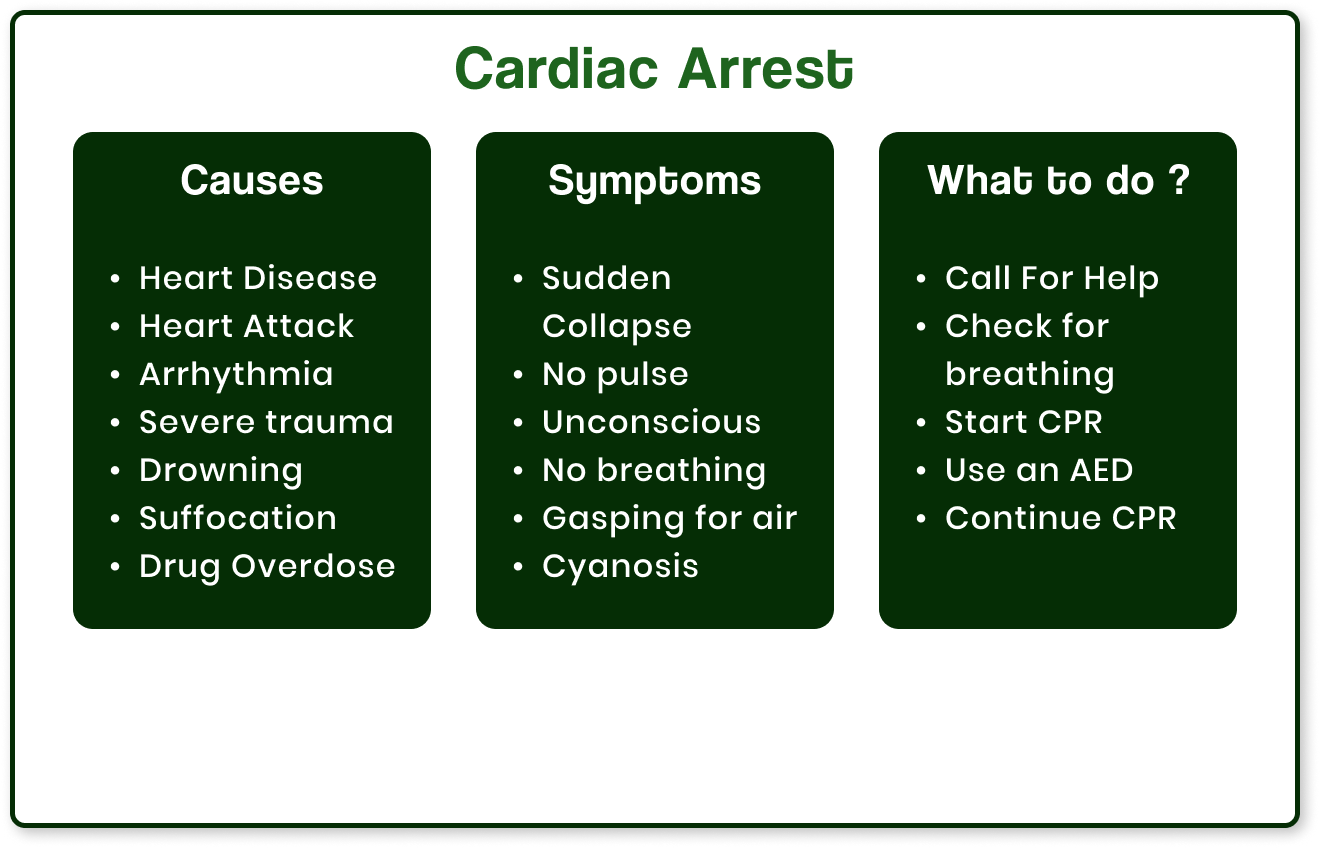 Cardiac Arrest
Causes
• Heart Disease
• Heart Attack
• Arrhythmia
• Severe trauma
• Drowning
• Suffocation
• Drug Overdose
Symptoms
• Sudden
Collapse
• No pulse
• Unconscious
• No breathing
• Gasping for air
• Cyanosis
What to do ?
• Call For Help
• Check for
breathing
• Start CPR
• Use an AED
• Continue CPR